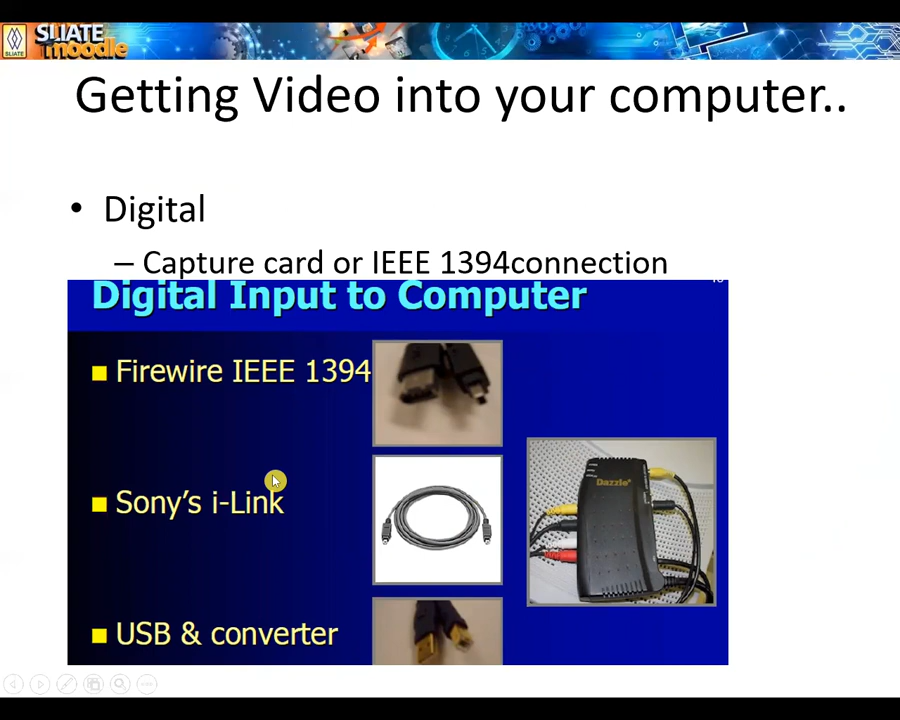 SLIATE
moodle
SLIATE
Getting Video into your computer..
• Digital
– Capture card or IEEE 1394connection
Digital Input to Computer
Firewire IEEE 1394
Sony's i-Link
Dazzle
USB & converter